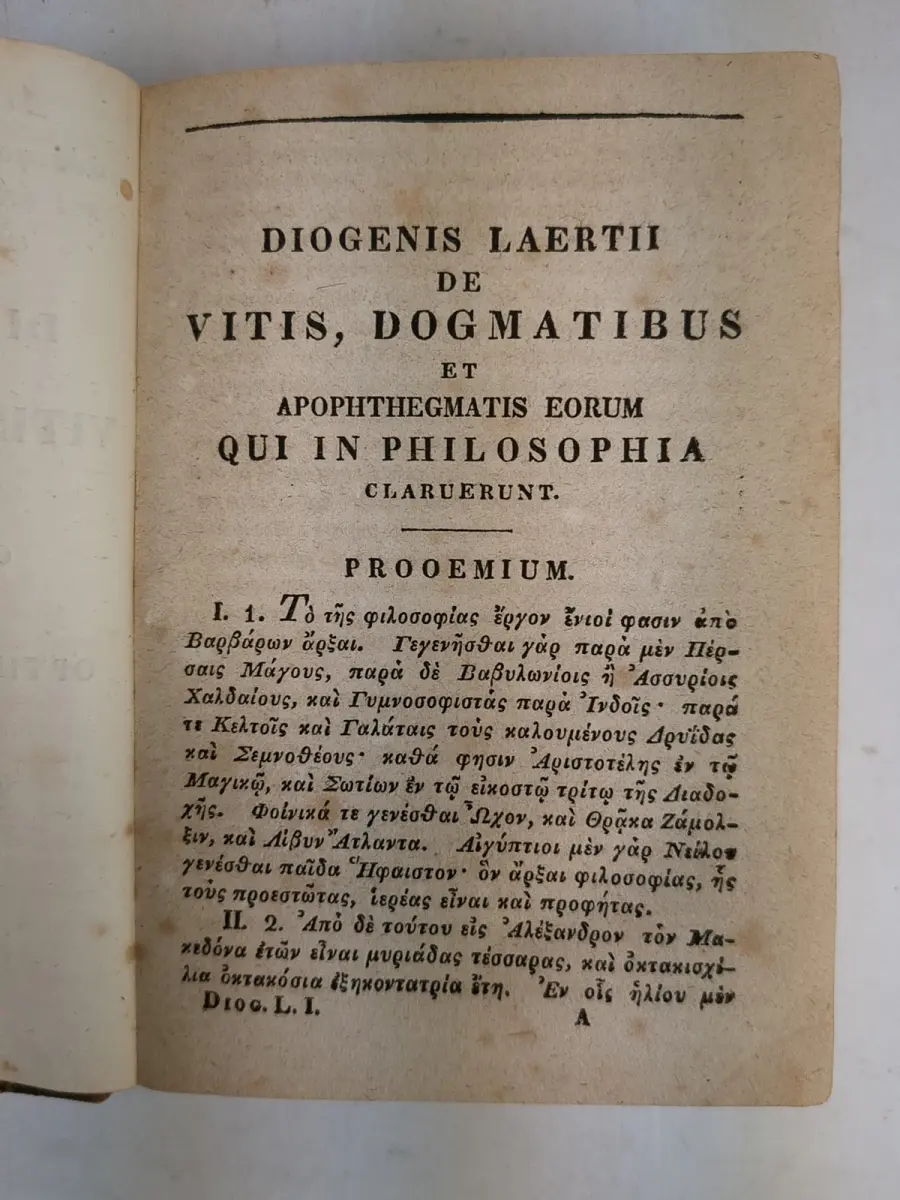 DIOGENIS LAERTII
DE
VITIS, DOGMATIBUS
ET
APOPHTHEGMATIS EORUM
QUI IN PHILOSOPHIA
CLARUERUNT.
PROOEMIUM.
I. 1. Τὸ τῆς φιλοσοφίας ἔργον ἔνιοί φασιν ἀπὸ
Βαρβάρων ἄρξαι. Γεγενῆσθαι γὰρ παρὰ μὲν Πέρ-
σαις Μάγους, παρὰ δὲ Βαβυλωνίοις ἢ Ἀσσυρίοις
Χαλδαίους, καὶ Γυμνοσοφιστὰς παρὰ Ἰνδοῖς· παρά
τε Κελτοῖς καὶ Γαλάταις τοὺς καλουμένους Δρυΐδας
καὶ Σεμνοθέους· καθά φησιν Ἀριστοτέλης ἐν τῷ
Μαγικῷ, καὶ Σωτίων ἐν τῷ εἰκοστῷ τρίτῳ τῆς Διαδο-
χῆς. Φοίνικά τε γενέσθαι Ὦχον, καὶ Θρᾷκα Ζάμολ-
ξιν, καὶ Λίβυν Ἄτλαντα. Αἰγύπτιοι μὲν γὰρ Νείλου
γενέσθαι παῖδα Ἥφαιστον· ὃν ἄρξαι φιλοσοφίας, ἧς
τοὺς προεστῶτας, ἱερέας εἶναι καὶ προφήτας.
II. 2. Ἀπὸ δὲ τούτου εἰς Ἀλέξανδρον τὸν Μα-
κεδόνα ἐτῶν εἶναι μυριάδας τέσσαρας, καὶ ὀκτακισχί-
λια ὀκτακόσια ἑξηκοντατρία ἔτη. Ἐν οἷς ἡλίου μὲν
DIOG. L. I.
A